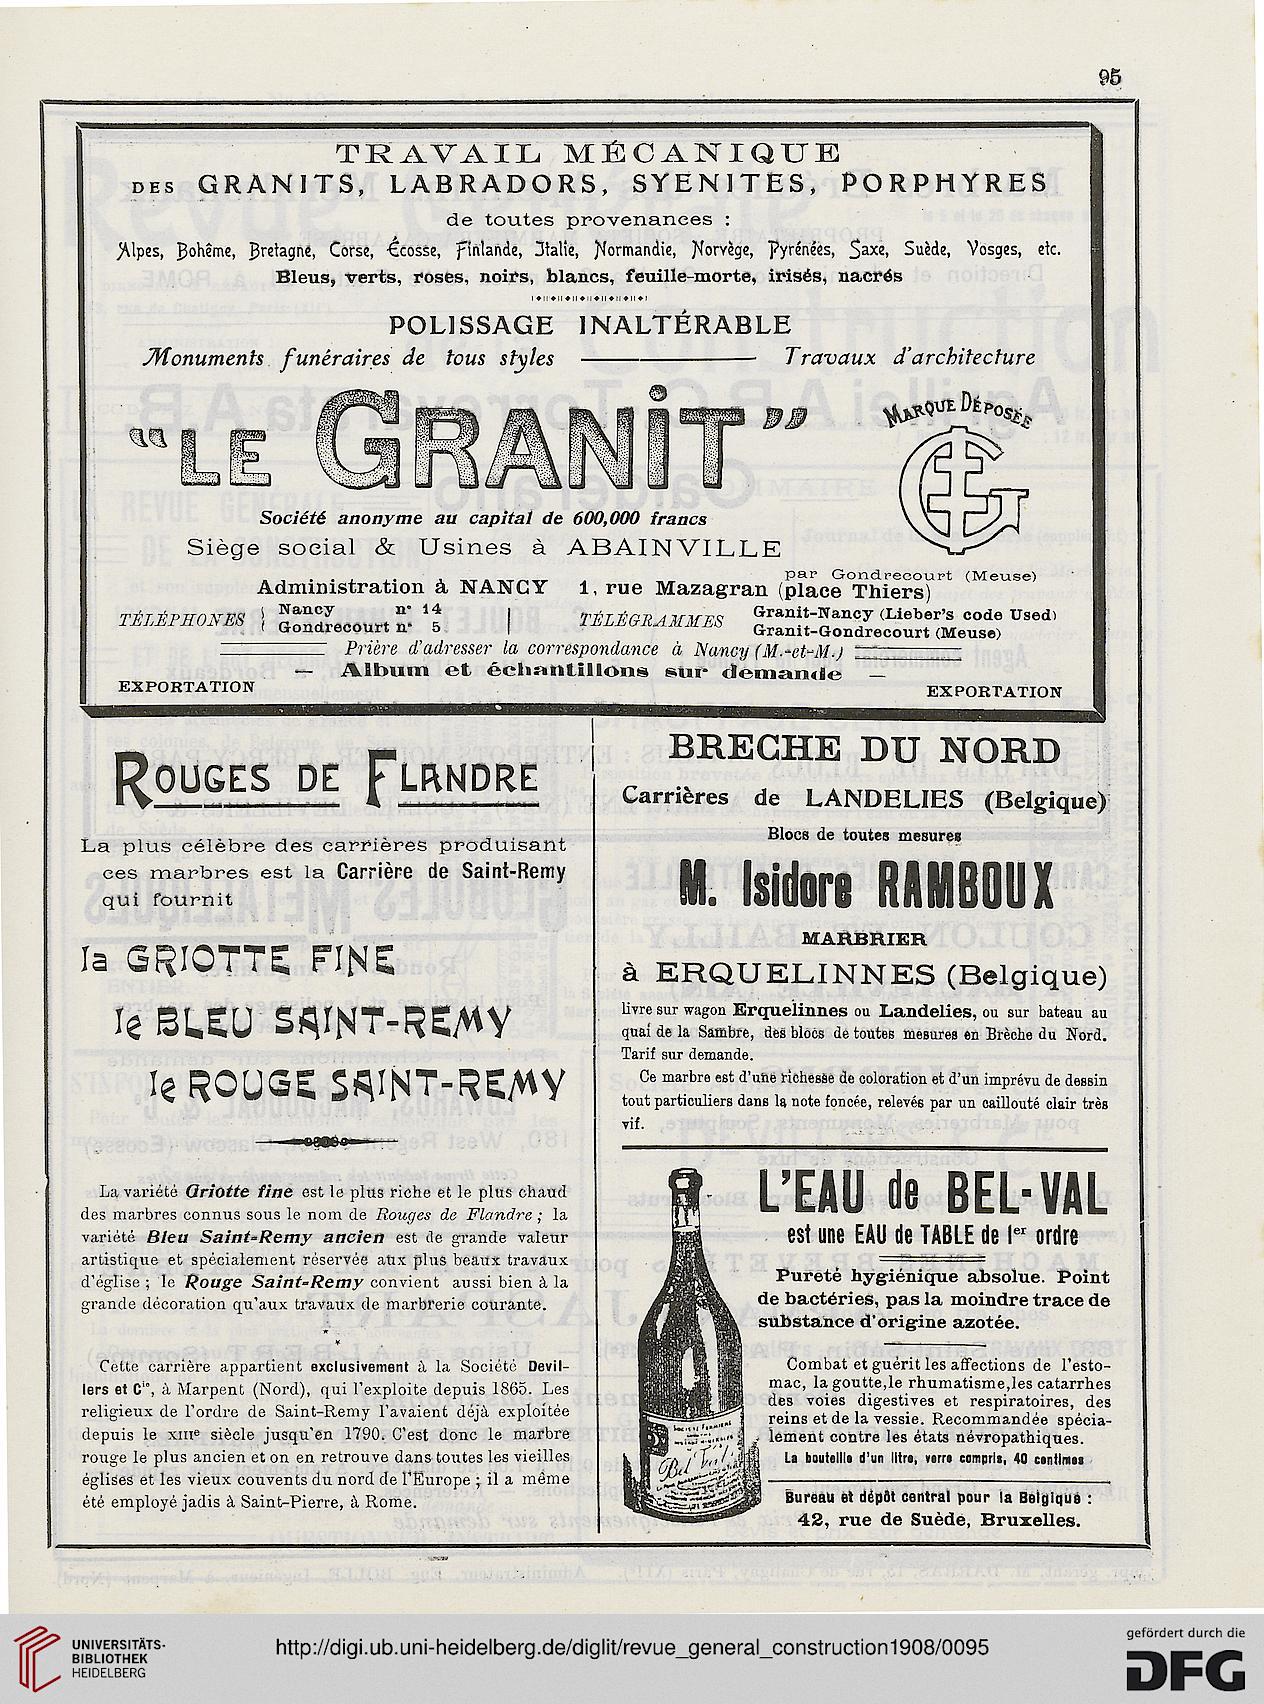 95
TRAVAIL MÉCANIQUE
DES GRANITS, LABRADORS, SYENITES, PORPHYRES
de toutes provenances :
Alpes, Bohême, Bretagne, Corse, Écosse, Finlande, Italie, Normandie, Norvège, Pyrénées, Saxe, Suède, Vosges, etc.
Bleus, verts, roses, noirs, blancs, feuille-morte, irisés, nacrés
POLISSAGE INALTÉRABLE
Monuments funéraires de tous styles — Travaux d'architecture
"LE GRANIT"
MARQUE DÉPOSÉE
Société anonyme au capital de 600,000 francs
Siège social & Usines à ABAINVILLE
par Gondrecourt (Meuse)
Administration à NANCY 1, rue Mazagran (place Thiers)
TÉLÉPHONES { Nancy n° 14
Gondrecourt n° 5
TÉLÉGRAMMES Granit-Nancy (Lieber's code Used)
Granit-Gondrecourt (Meuse)
Prière d'adresser la correspondance à Nancy (M.-et-M.)
— Album et échantillons sur demande —
EXPORTATION EXPORTATION
ROUGES DE FLANDRE
La plus célèbre des carrières produisant
ces marbres est la Carrière de Saint-Remy
qui fournit
la GRIOTTE FINE
le BLEU SAINT-REMY
le ROUGE SAINT-REMY
La variété Griotte fine est le plus riche et le plus chaud
des marbres connus sous le nom de Rouges de Flandre ; la
variété Bleu Saint-Remy ancien est de grande valeur
artistique et spécialement réservée aux plus beaux travaux
d'église ; le Rouge Saint-Remy convient aussi bien à la
grande décoration qu'aux travaux de marbrerie courante.
* *
Cette carrière appartient exclusivement à la Société Devil-
lers et Cie, à Marpent (Nord), qui l'exploite depuis 1865. Les
religieux de l'ordre de Saint-Remy l'avaient déjà exploitée
depuis le XIIIe siècle jusqu'en 1790. C'est donc le marbre
rouge le plus ancien et on en retrouve dans toutes les vieilles
églises et les vieux couvents du nord de l'Europe ; il a même
été employé jadis à Saint-Pierre, à Rome.
BRECHE DU NORD
Carrières de LANDELIES (Belgique)
Blocs de toutes mesures
M. Isidore RAMBOUX
MARBRIER
à ERQUELINNES (Belgique)
livre sur wagon Erquelinnes ou Landelies, ou sur bateau au
quai de la Sambre, des blocs de toutes mesures en Brèche du Nord.
Tarif sur demande.
Ce marbre est d'une richesse de coloration et d'un imprévu de dessin
tout particuliers dans la note foncée, relevés par un caillouté clair très
vif.
L'EAU de BEL-VAL
est une EAU de TABLE de 1er ordre
Pureté hygiénique absolue. Point
de bactéries, pas la moindre trace de
substance d'origine azotée.
Combat et guérit les affections de l'esto-
mac, la goutte, le rhumatisme, les catarrhes
des voies digestives et respiratoires, des
reins et de la vessie. Recommandée spécia-
lement contre les états névropathiques.
La bouteille d'un litre, verre compris, 40 centimes
Bureau et dépôt central pour la Belgique :
42, rue de Suède, Bruxelles.
UNIVERSITÄTS-
BIBLIOTHEK
HEIDELBERG
http://digi.ub.uni-heidelberg.de/diglit/revue_general_construction1908/0095
gefördert durch die
DFG